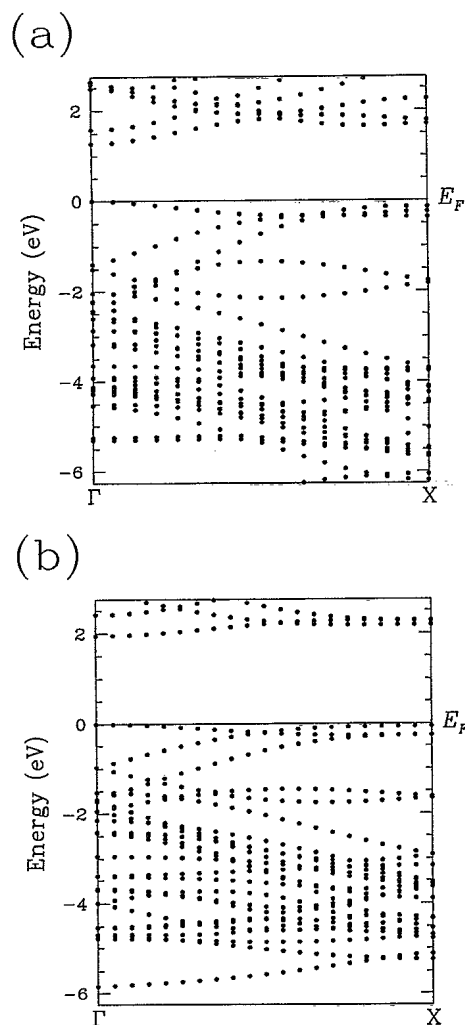 (a)
2
0
-2
-4
-6
Energy (eV)
E_F
Γ
X
(b)
2
0
-2
-4
-6
Energy (eV)
E_F
Γ
X